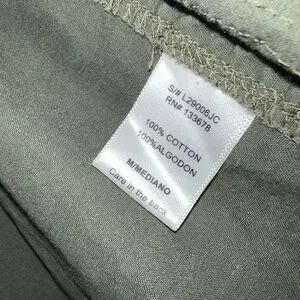 S/# L29006JC
RN# 133678
100% COTTON
100%ALGODON
M/MEDIANO
Care in the back